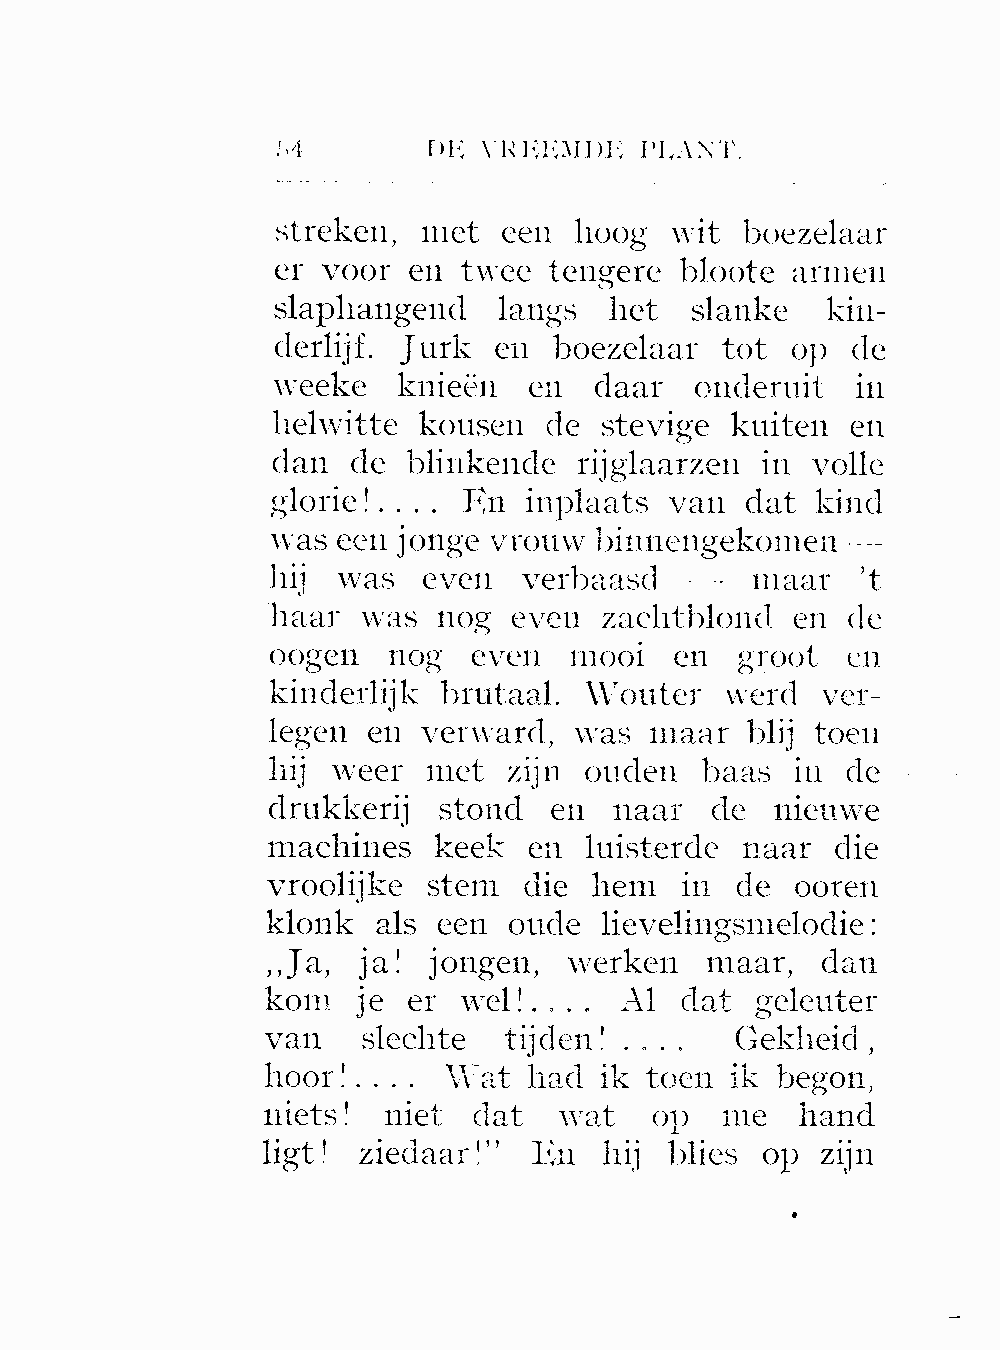 54 DE VREEMDE PLANT.
streken, met een hoog wit boezelaar
er voor en twee tengere bloote armen
slaphangend langs het slanke kin-
derlijf. Jurk en boezelaar tot op de
weeke knieën en daar onderuit in
helwitte kousen de stevige kuiten en
dan de blinkende rijglaarzen in volle
glorie!.... En inplaats van dat kind
was een jonge vrouw binnengekomen —
hij was even verbaasd — maar 't
haar was nog even zachtblond en de
oogen nog even mooi en groot en
kinderlijk brutaal. Wouter werd ver-
legen en verward, was maar blij toen
hij weer met zijn ouden baas in de
drukkerij stond en naar de nieuwe
machines keek en luisterde naar die
vroolijke stem die hem in de ooren
klonk als een oude lievelingsmelodie:
,,Ja, ja! jongen, werken maar, dan
kom je er wel!.... Al dat geleuter
van slechte tijden! .... Gekheid,
hoor!.... Wat had ik toen ik begon,
niets! niet dat wat op me hand
ligt! ziedaar!" En hij blies op zijn